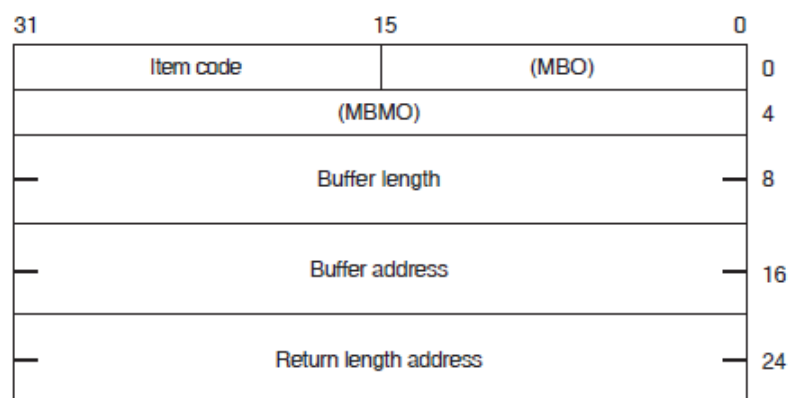 31 15 0
Item code (MBO) 0
(MBMO) 4
Buffer length 8
Buffer address 16
Return length address 24